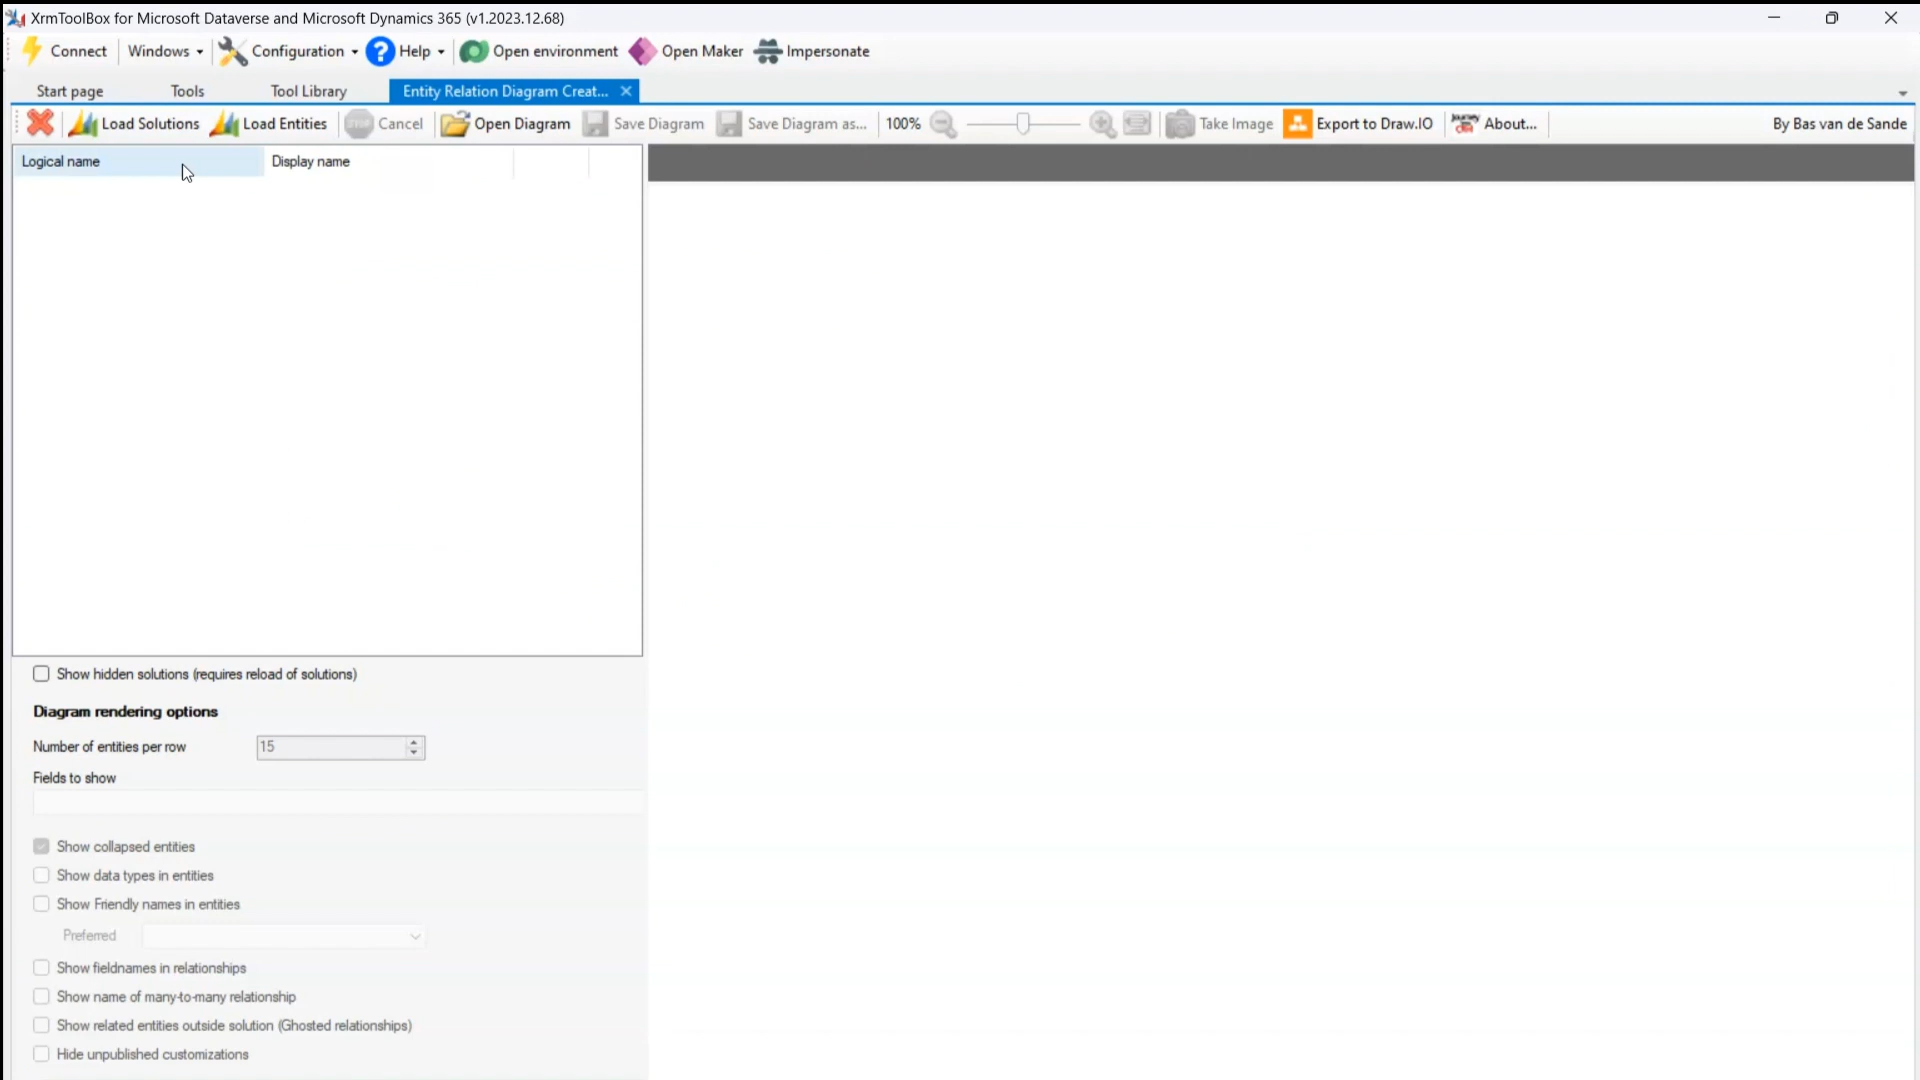 XrmToolBox for Microsoft Dataverse and Microsoft Dynamics 365 (v1.2023.12.68)
Connect Windows Configuration Help Open environment Open Maker Impersonate
Start page Tools Tool Library Entity Relation Diagram Creat...
Load Solutions Load Entities Cancel Open Diagram Save Diagram Save Diagram as... 100% Take Image Export to Draw.IO About... By Bas van de Sande
Logical name Display name
Show hidden solutions (requires reload of solutions)
Diagram rendering options
Number of entities per row 15
Fields to show
Show collapsed entities
Show data types in entities
Show Friendly names in entities
Preferred
Show fieldnames in relationships
Show name of many-to-many relationship
Show related entities outside solution (Ghosted relationships)
Hide unpublished customizations